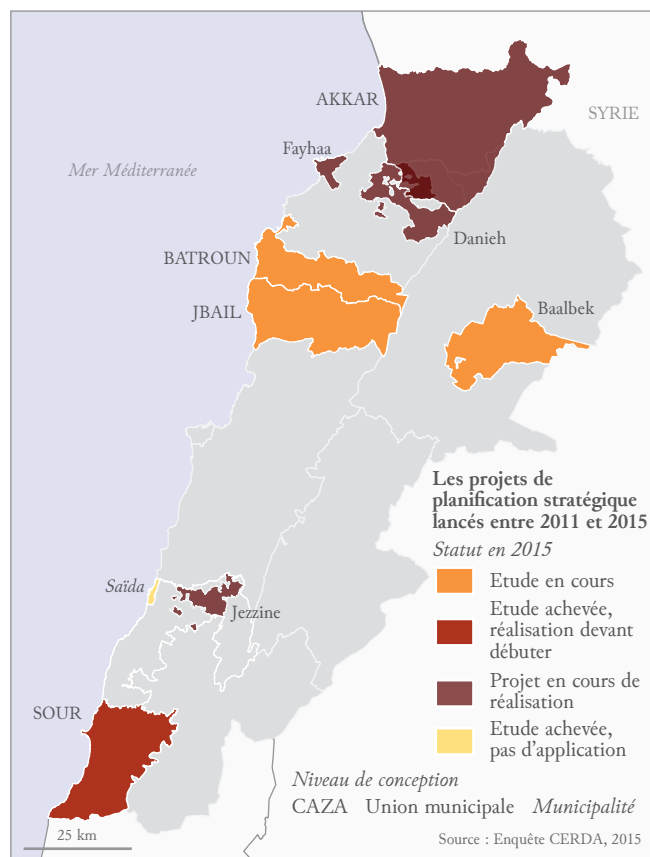 AKKAR
SYRIE
Fayhaa
Mer Méditerranée
Danieh
BATROUN
JBAIL
Baalbek
Les projets de
planification stratégique
lancés entre 2011 et 2015
Statut en 2015
Etude en cours
Etude achevée,
réalisation devant
débuter
Projet en cours de
réalisation
Etude achevée,
pas d'application
Saïda
Jezzine
SOUR
Niveau de conception
CAZA Union municipale Municipalité
25 km
Source : Enquête CERDA, 2015